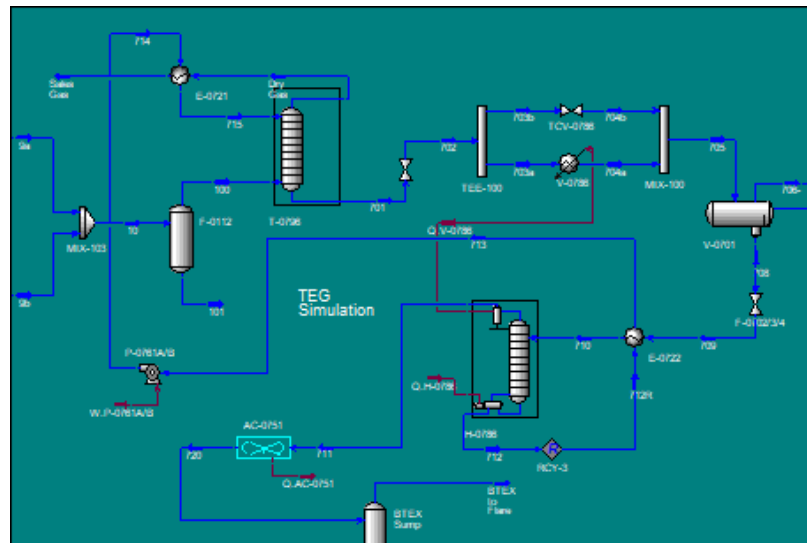 714
Sales
Gas
E-0721
Dry
Gas
715
703b
TCV-0786
704b
9a
702
705
TEE-100
703a
V-0786
704a
MIX-100
706-
100
701
F-0112
T-0796
MIX-103
10
Q.V-0786
713
V-0701
708
9b
101
TEG
Simulation
F-0702/3/4
P-0761A/B
710
E-0722
709
Q.H-0786
712R
W.P-0761A/B
AC-0751
H-0786
720
711
712
RCY-3
Q.AC-0751
BTEX
Sump
BTEX
to
Flare